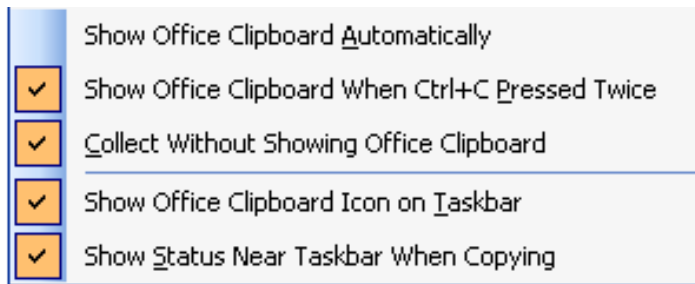 Show Office Clipboard Automatically
Show Office Clipboard When Ctrl+C Pressed Twice
Collect Without Showing Office Clipboard
Show Office Clipboard Icon on Taskbar
Show Status Near Taskbar When Copying